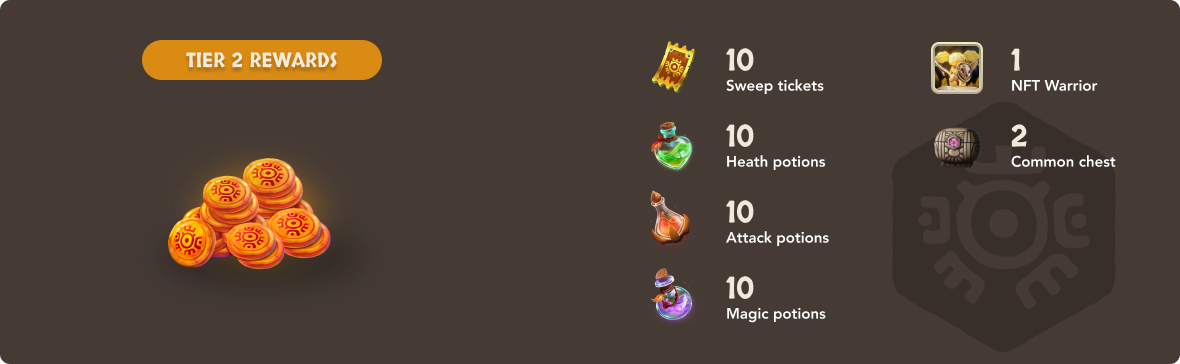 TIER 2 REWARDS
10
Sweep tickets
10
Heath potions
10
Attack potions
10
Magic potions
1
NFT Warrior
2
Common chest